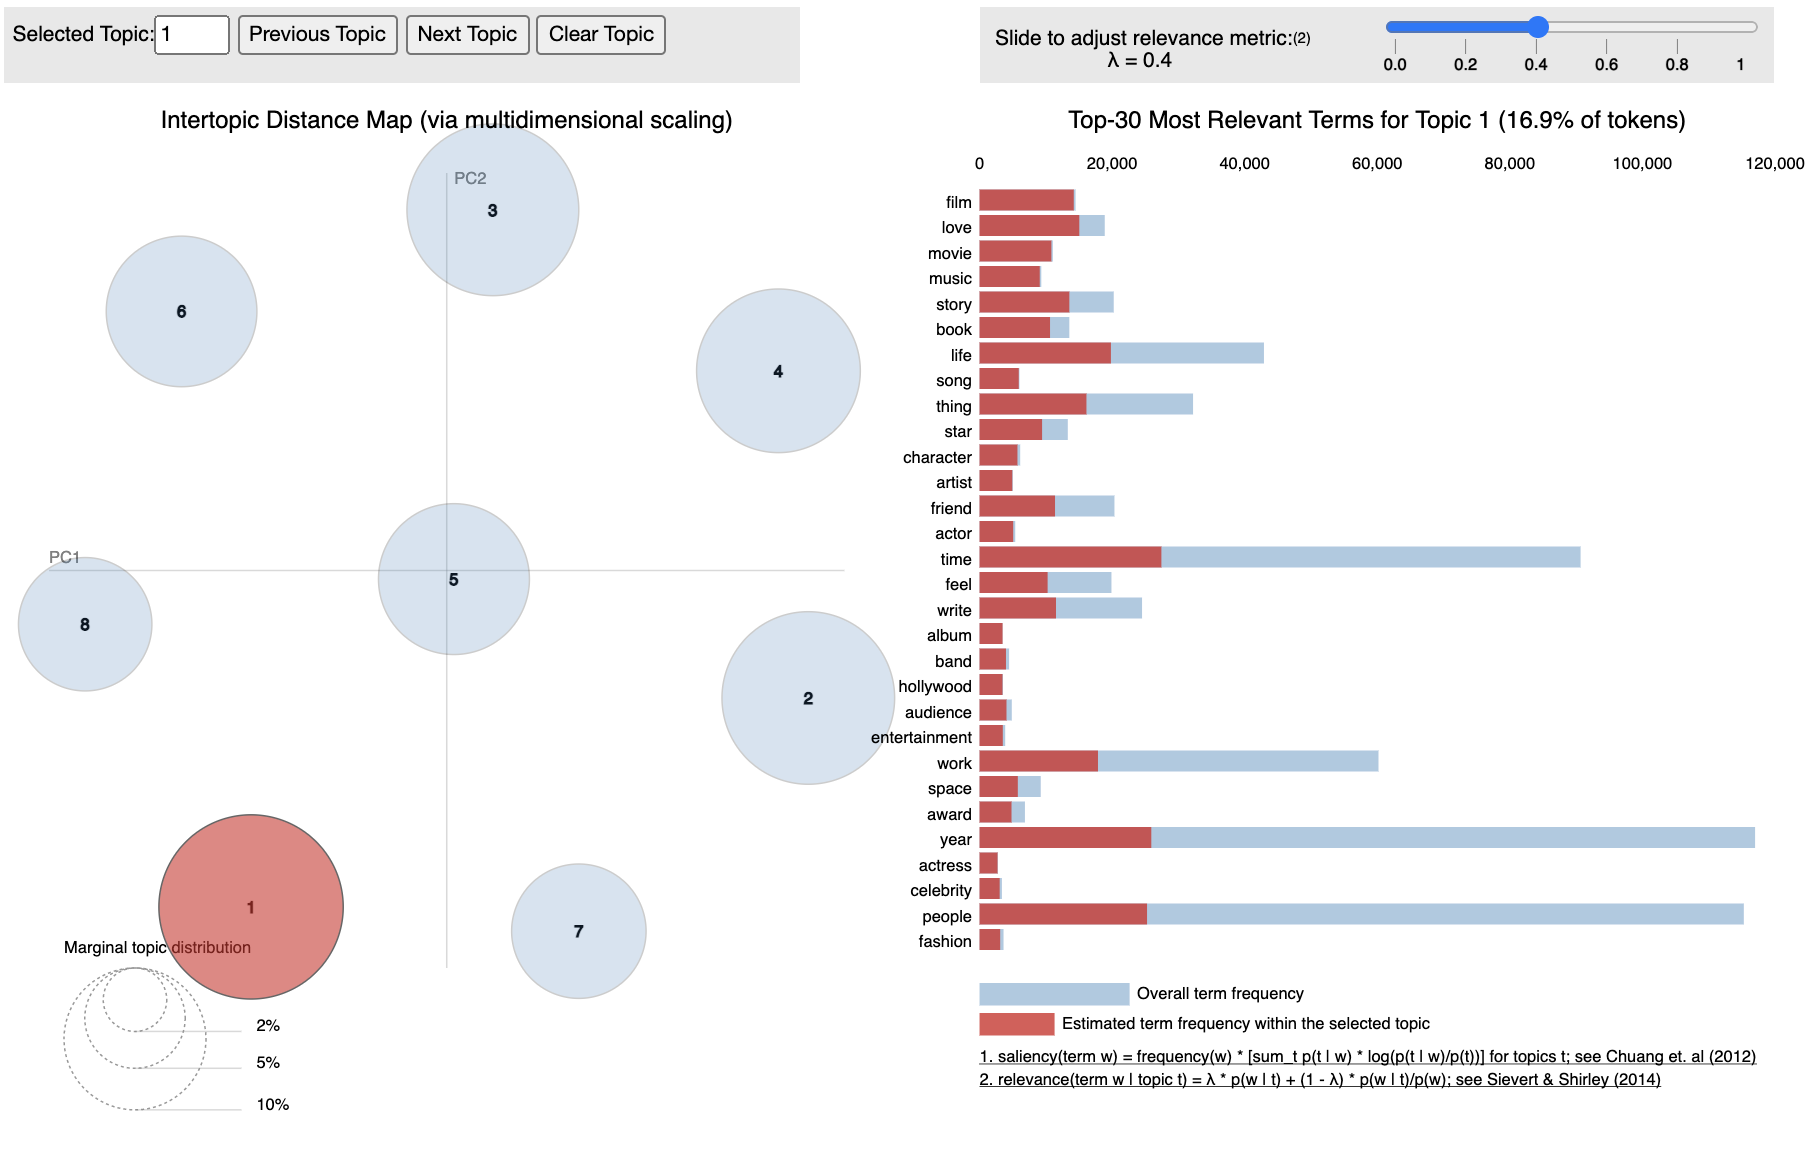 Selected Topic: 1 Previous Topic Next Topic Clear Topic
Slide to adjust relevance metric:(2)
λ = 0.4
0.0 0.2 0.4 0.6 0.8 1
Intertopic Distance Map (via multidimensional scaling)
PC2
3
6
4
PC1
5
8
2
1
7
Marginal topic distribution
2%
5%
10%
Top-30 Most Relevant Terms for Topic 1 (16.9% of tokens)
0 20,000 40,000 60,000 80,000 100,000 120,000
film
love
movie
music
story
book
life
song
thing
star
character
artist
friend
actor
time
feel
write
album
band
hollywood
audience
entertainment
work
space
award
year
actress
celebrity
people
fashion
Overall term frequency
Estimated term frequency within the selected topic
1. saliency(term w) = frequency(w) * [sum_t p(t | w) * log(p(t | w)/p(t))] for topics t; see Chuang et. al (2012)
2. relevance(term w | topic t) = λ * p(w | t) + (1 - λ) * p(w | t)/p(w); see Sievert & Shirley (2014)